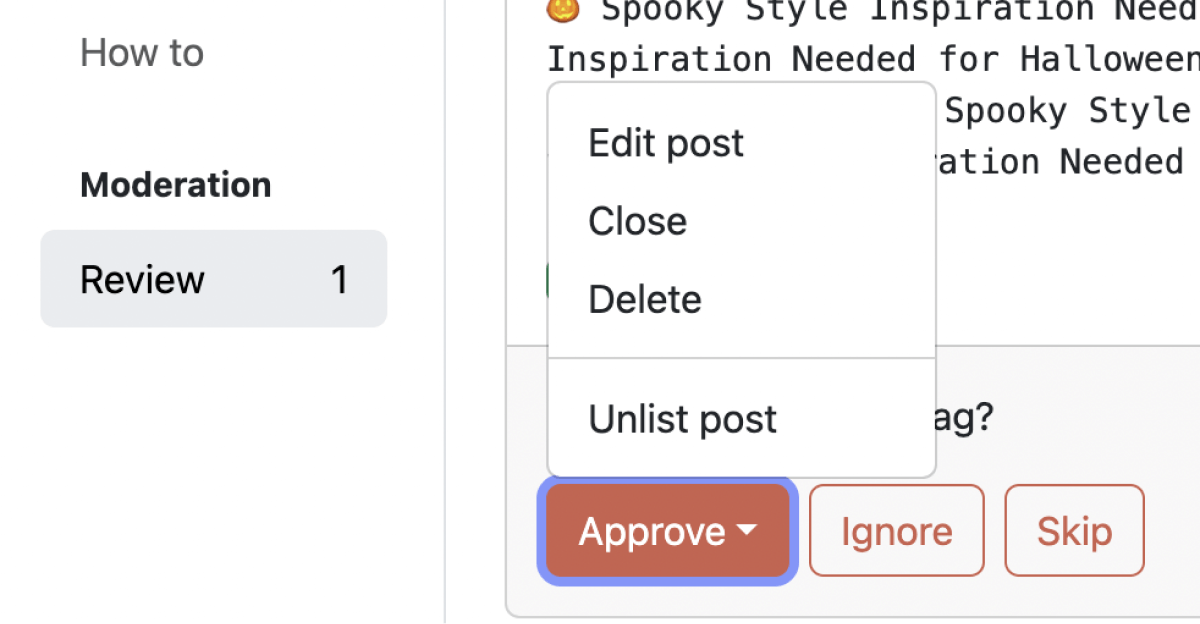 How to
Moderation
Review 1
🎃 Spooky Style Inspiration Need
Inspiration Needed for Halloween
Spooky Style
ation Needed
Edit post
Close
Delete
Unlist post
ag?
Approve
Ignore
Skip